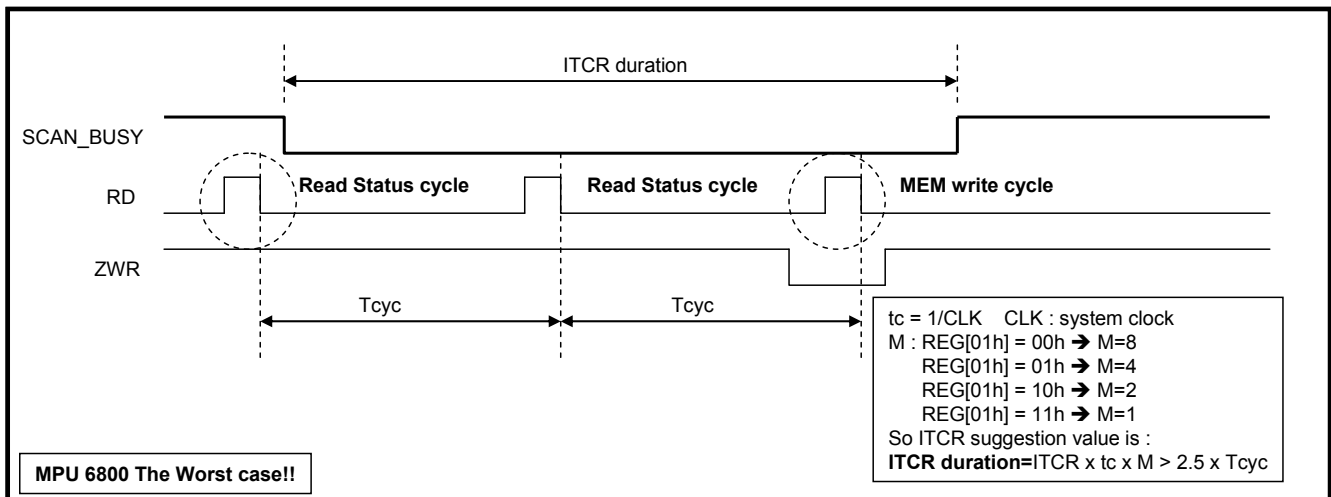 ITCR duration
SCAN_BUSY
RD
Read Status cycle
Read Status cycle
MEM write cycle
ZWR
Tcyc
Tcyc
tc = 1/CLK CLK : system clock
M : REG[01h] = 00h ➔ M=8
REG[01h] = 01h ➔ M=4
REG[01h] = 10h ➔ M=2
REG[01h] = 11h ➔ M=1
So ITCR suggestion value is :
ITCR duration=ITCR x tc x M > 2.5 x Tcyc
MPU 6800 The Worst case!!